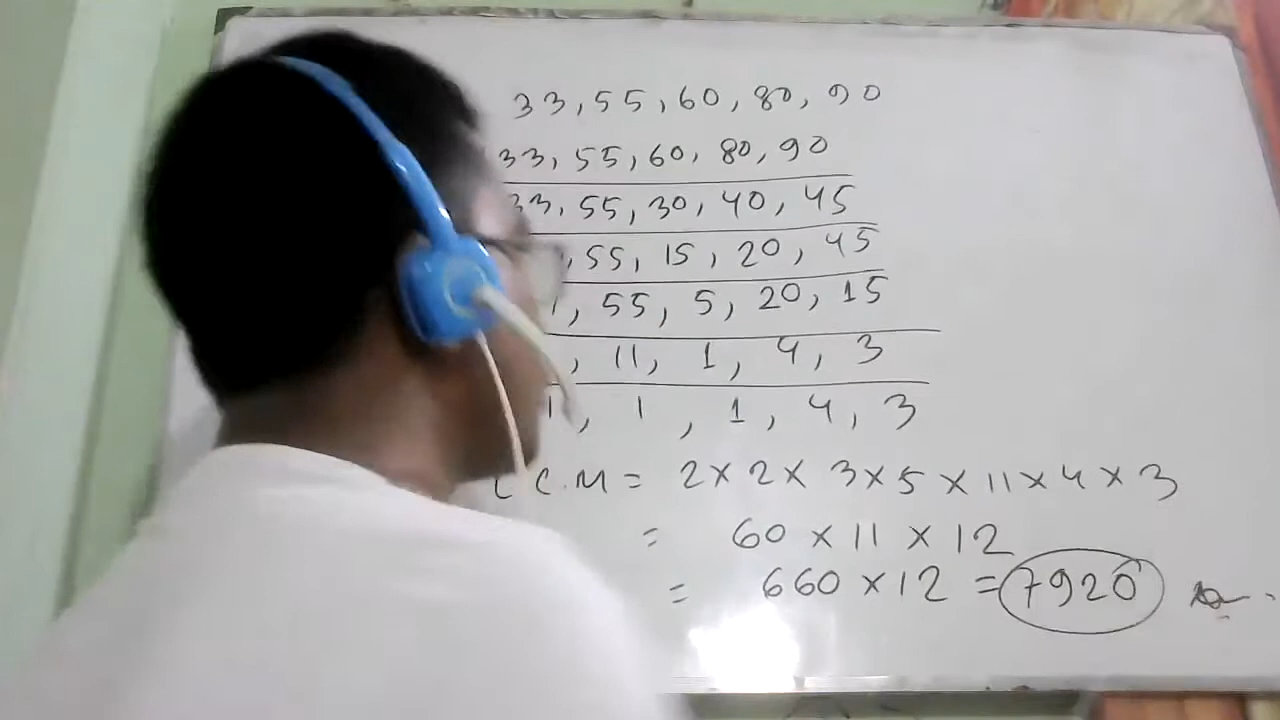 33, 55, 60, 80, 90
33, 55, 60, 80, 90
33, 55, 30, 40, 45
, 55, 15, 20, 45
1, 55, 5, 20, 15
, 11, 1, 4, 3
1, 1, 1, 4, 3
L.C.M = 2 × 2 × 3 × 5 × 11 × 4 × 3
= 60 × 11 × 12
= 660 × 12 = 7920